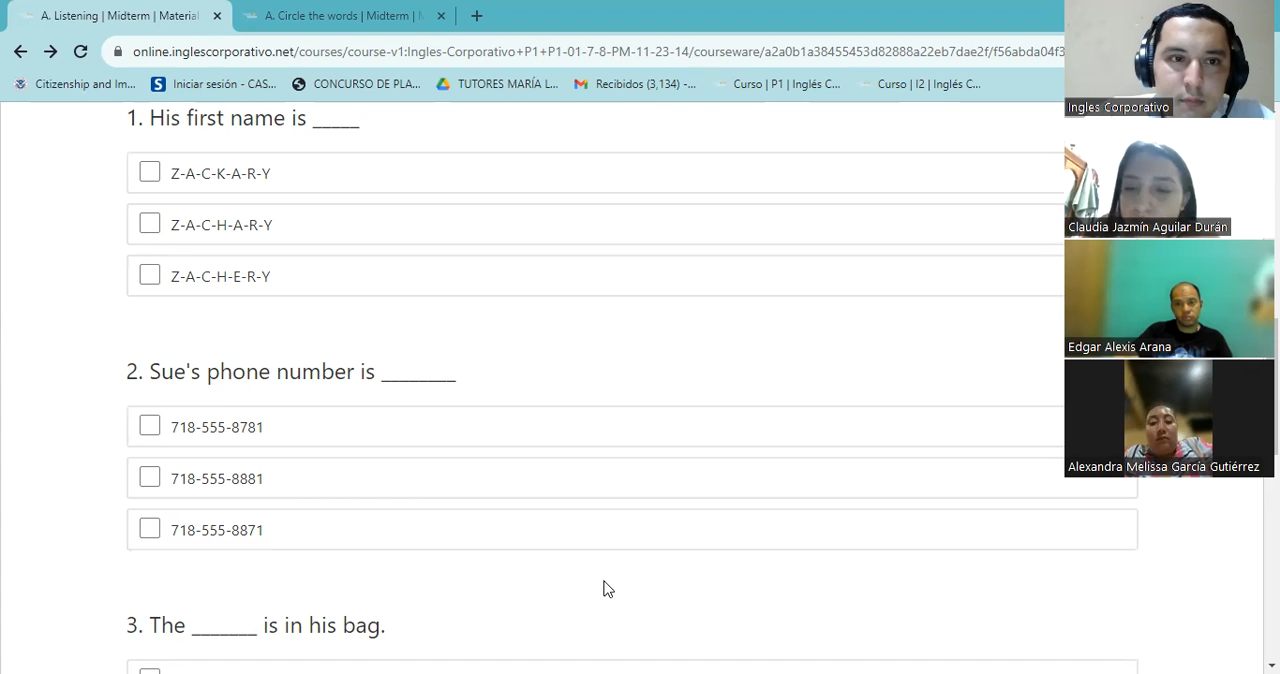 A. Listening | Midterm | Material
A. Circle the words | Midterm |
online.inglescorporativo.net/courses/course-v1:Ingles-Corporativo+P1+P1-01-7-8-PM-11-23-14/courseware/a2a0b1a38455453d82888a22eb7dae2f/f56abda04f3
Citizenship and Im...
Iniciar sesión - CAS...
CONCURSO DE PLA...
TUTORES MARÍA L...
Recibidos (3,134) -...
Curso | P1 | Inglés C...
Curso | I2 | Inglés C...
1. His first name is _____
Z-A-C-K-A-R-Y
Z-A-C-H-A-R-Y
Z-A-C-H-E-R-Y
2. Sue's phone number is ________
718-555-8781
718-555-8881
718-555-8871
3. The _______ is in his bag.
Ingles Corporativo
Claudia Jazmín Aguilar Durán
Edgar Alexis Arana
Alexandra Melissa García Gutiérrez